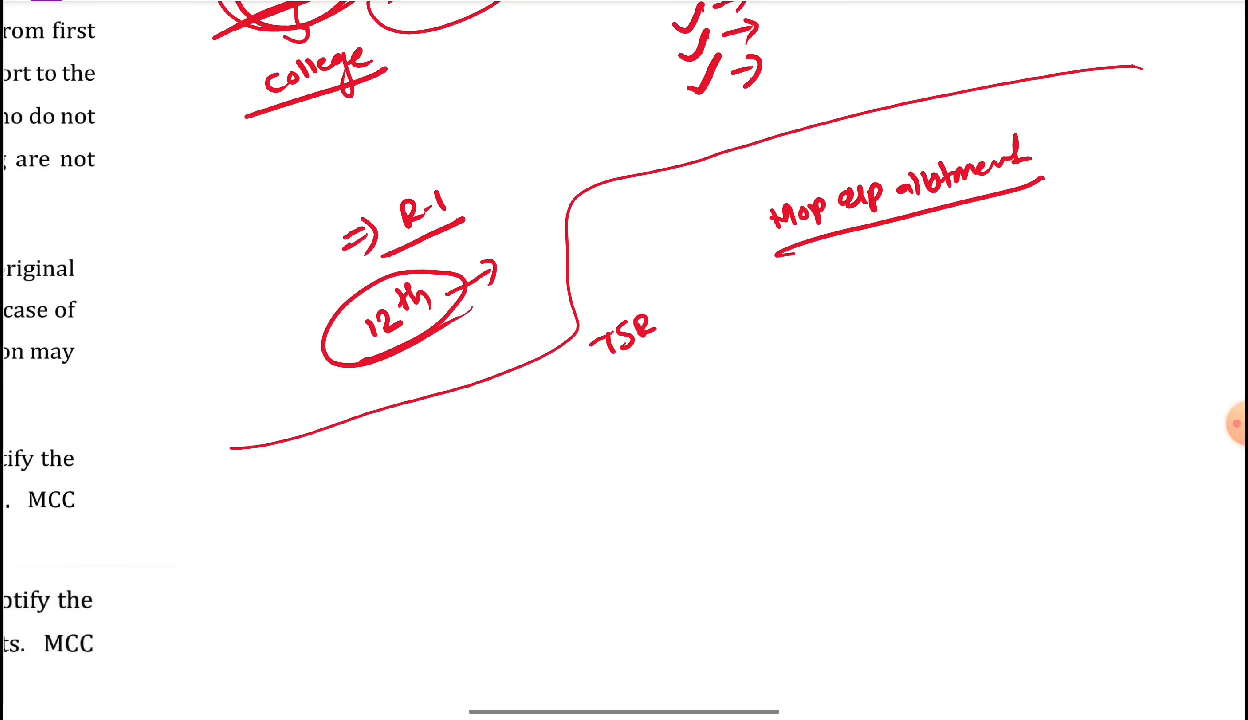 rom first
ort to the
no do not
g are not
college
riginal
case of
on may
tify the
. MCC
otify the
ts. MCC
⇒ R-1
12th →
TSR
Mop up allotment